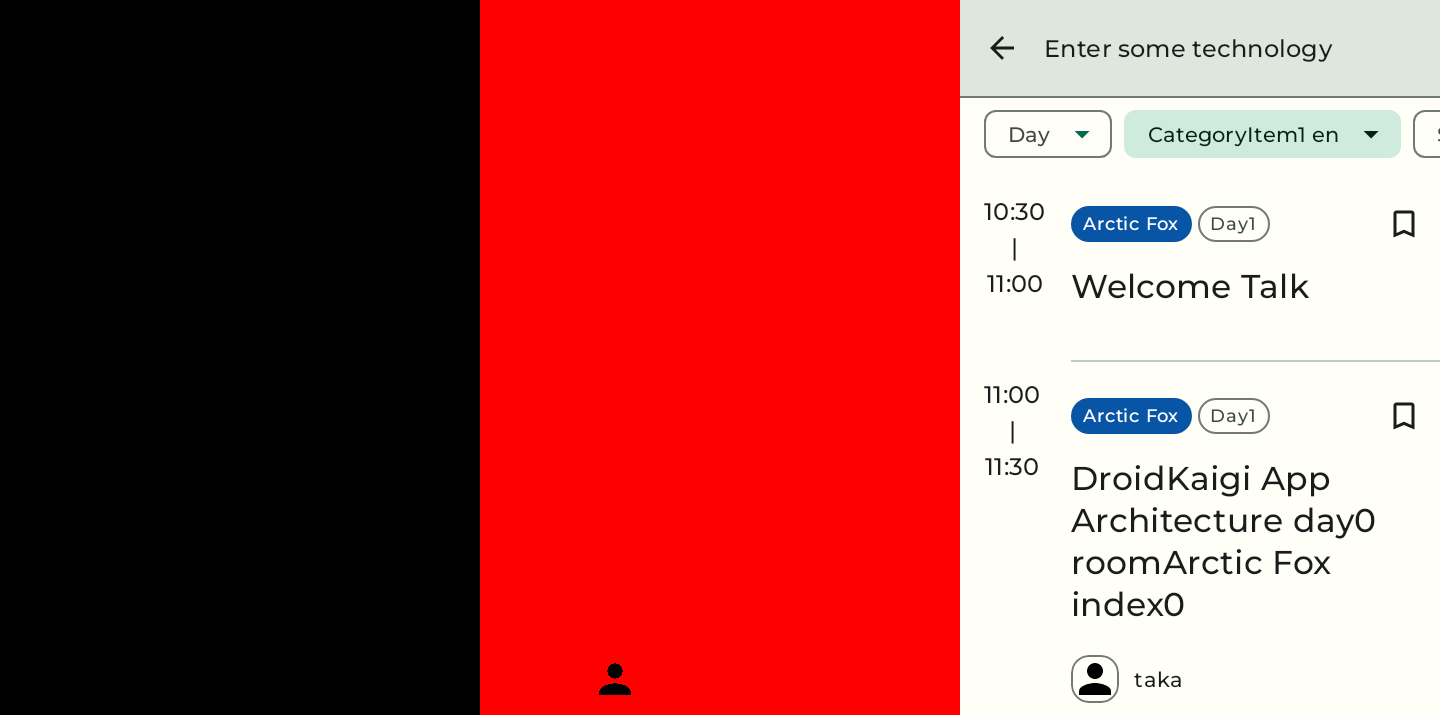 Enter some technology
Day
CategoryItem1 en
10:30
|
11:00
Arctic Fox
Day1
Welcome Talk
11:00
|
11:30
Arctic Fox
Day1
DroidKaigi App
Architecture day0
roomArctic Fox
index0
taka